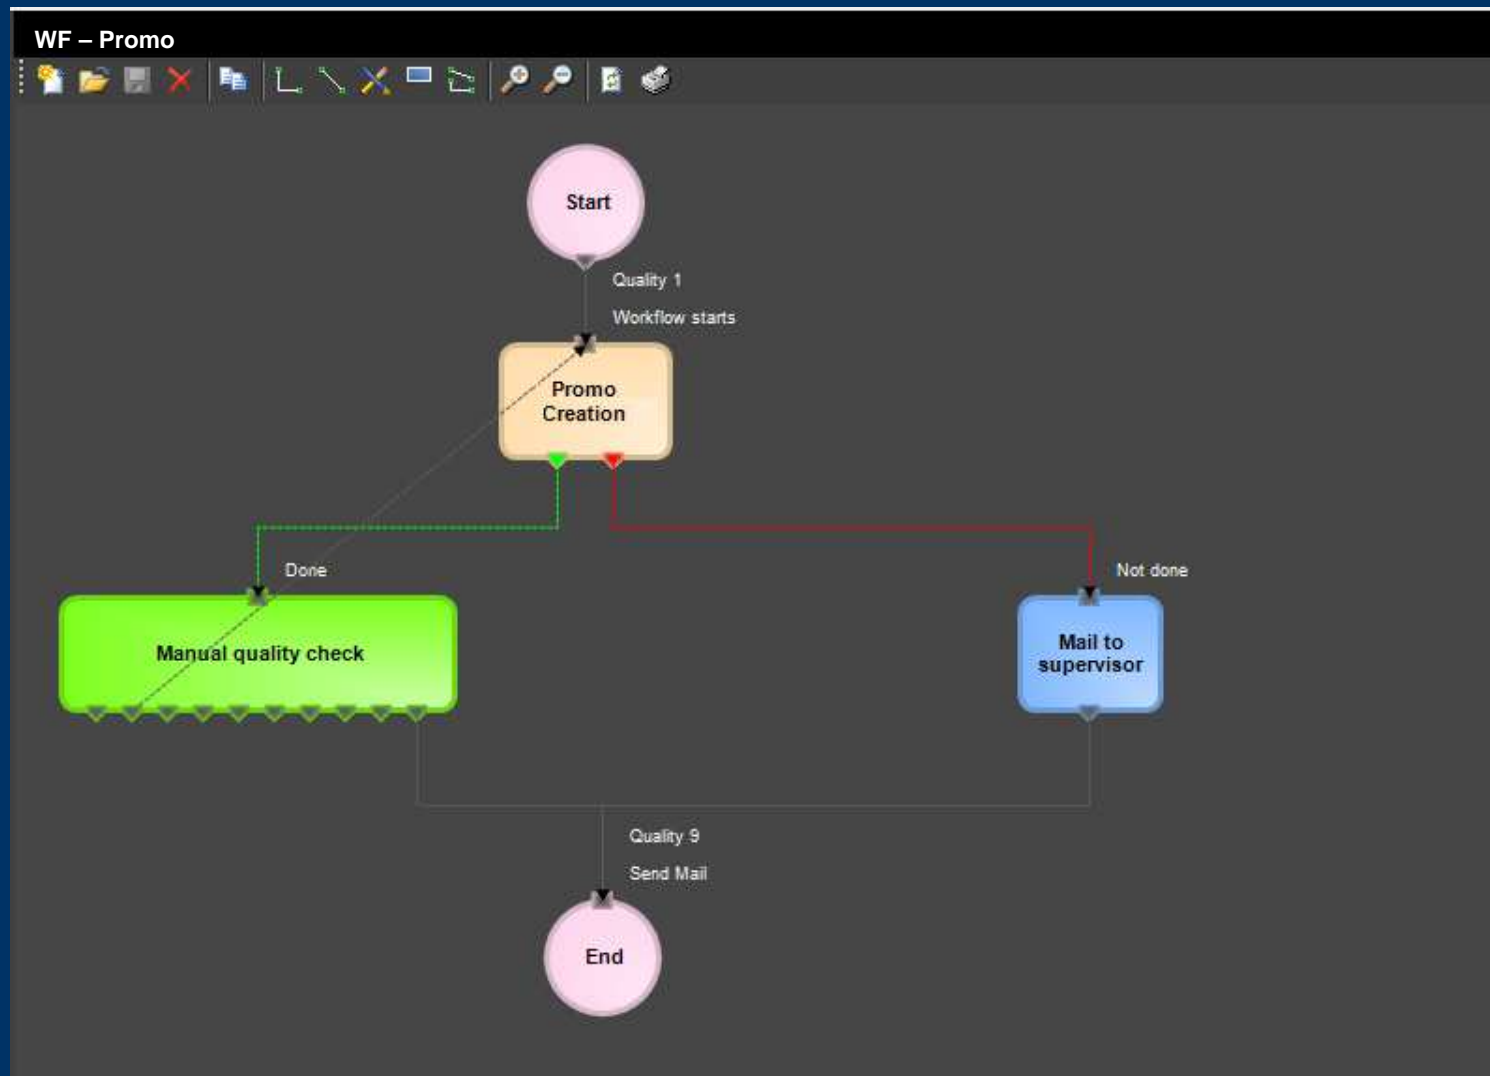 WF – Promo
Start
Quality 1
Workflow starts
Promo
Creation
Done
Not done
Manual quality check
Mail to
supervisor
Quality 9
Send Mail
End